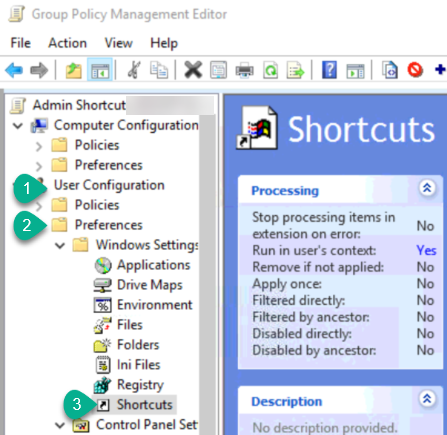 Group Policy Management Editor
File Action View Help
Admin Shortcut
Computer Configuration
Policies
Preferences
1 User Configuration
Policies
2 Preferences
Windows Settings
Applications
Drive Maps
Environment
Files
Folders
Ini Files
Registry
3 Shortcuts
Control Panel Set
Shortcuts
Processing
Stop processing items in
extension on error: No
Run in user's context: Yes
Remove if not applied: No
Apply once: No
Filtered directly: No
Filtered by ancestor: No
Disabled directly: No
Disabled by ancestor: No
Description
No description provided.